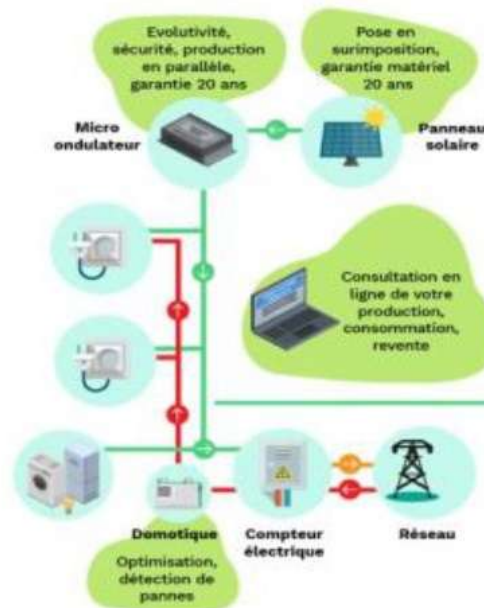 Evolutivité,
sécurité, production
en parallèle,
garantie 20 ans
Pose en
surimposition,
garantie matériel
20 ans
Micro
ondulateur
Panneau
solaire
Consultation en
ligne de votre
production,
consommation,
revente
Domotique
Compteur
électrique
Réseau
Optimisation,
détection de
pannes